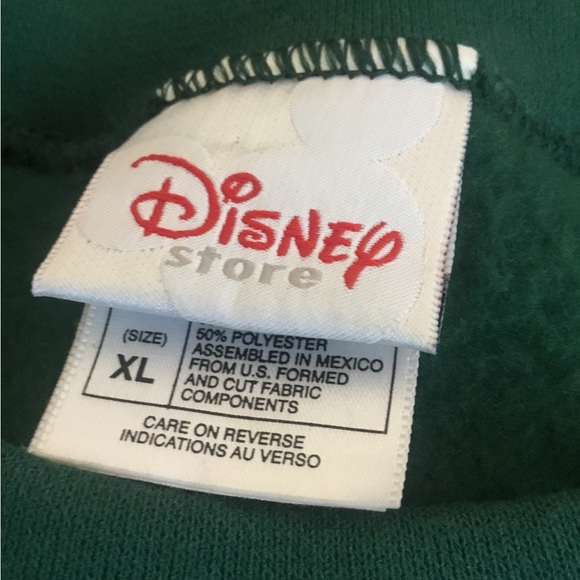 Disney
store
(SIZE)
XL
50% POLYESTER
ASSEMBLED IN MEXICO
FROM U.S. FORMED
AND CUT FABRIC
COMPONENTS
CARE ON REVERSE
INDICATIONS AU VERSO